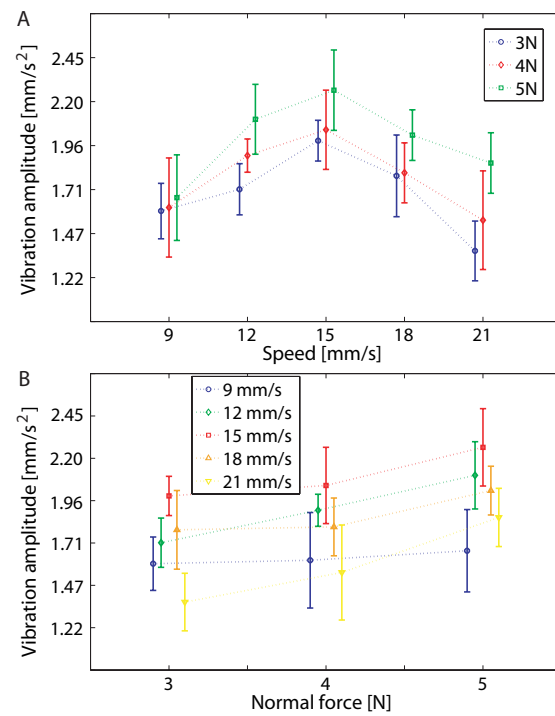 A
Vibration amplitude [mm/s²]
2.45
2.20
1.96
1.71
1.47
1.22
3N
4N
5N
9 12 15 18 21
Speed [mm/s]
B
Vibration amplitude [mm/s²]
2.45
2.20
1.96
1.71
1.47
1.22
9 mm/s
12 mm/s
15 mm/s
18 mm/s
21 mm/s
3 4 5
Normal force [N]